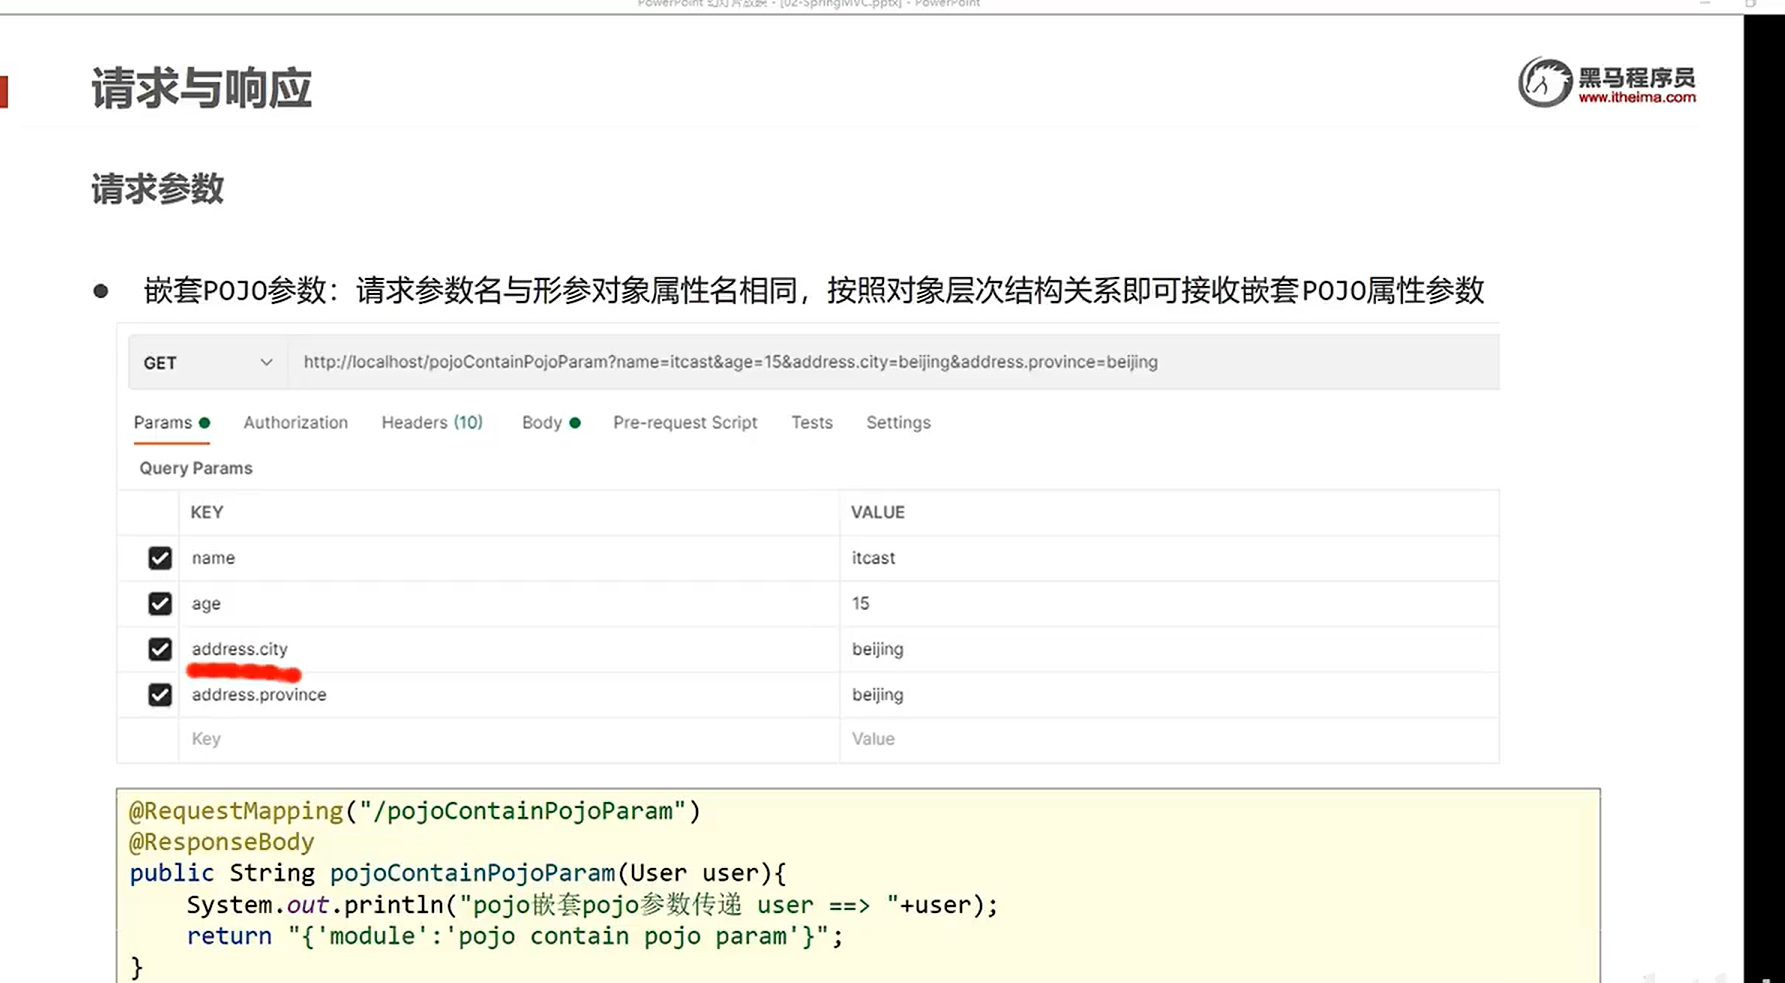 PowerPoint 幻灯片放映 - [02-SpringMVC.pptx] - PowerPoint
请求与响应
黑马程序员
www.itheima.com
请求参数
● 嵌套POJO参数：请求参数名与形参对象属性名相同，按照对象层次结构关系即可接收嵌套POJO属性参数
GET http://localhost/pojoContainPojoParam?name=itcast&age=15&address.city=beijing&address.province=beijing
Params Authorization Headers (10) Body Pre-request Script Tests Settings
Query Params
KEY VALUE
name itcast
age 15
address.city beijing
address.province beijing
Key Value
@RequestMapping("/pojoContainPojoParam")
@ResponseBody
public String pojoContainPojoParam(User user){
System.out.println("pojo嵌套pojo参数传递 user ==> "+user);
return "{'module':'pojo contain pojo param'}";
}